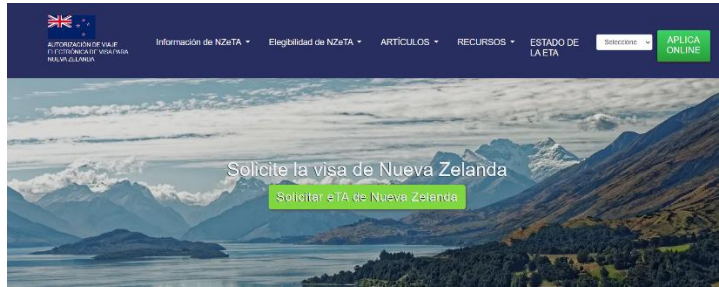 Información de NZeTA
Elegibilidad de NZeTA
ARTÍCULOS
RECURSOS
ESTADO DE
LA ETA
Seleccione
APLICA
ONLINE
AUTORIZACIÓN DE VIAJE
ELECTRÓNICA DE VISA PARA
NUEVA ZELANDA
Solicite la visa de Nueva Zelanda
Solicitar eTA de Nueva Zelanda